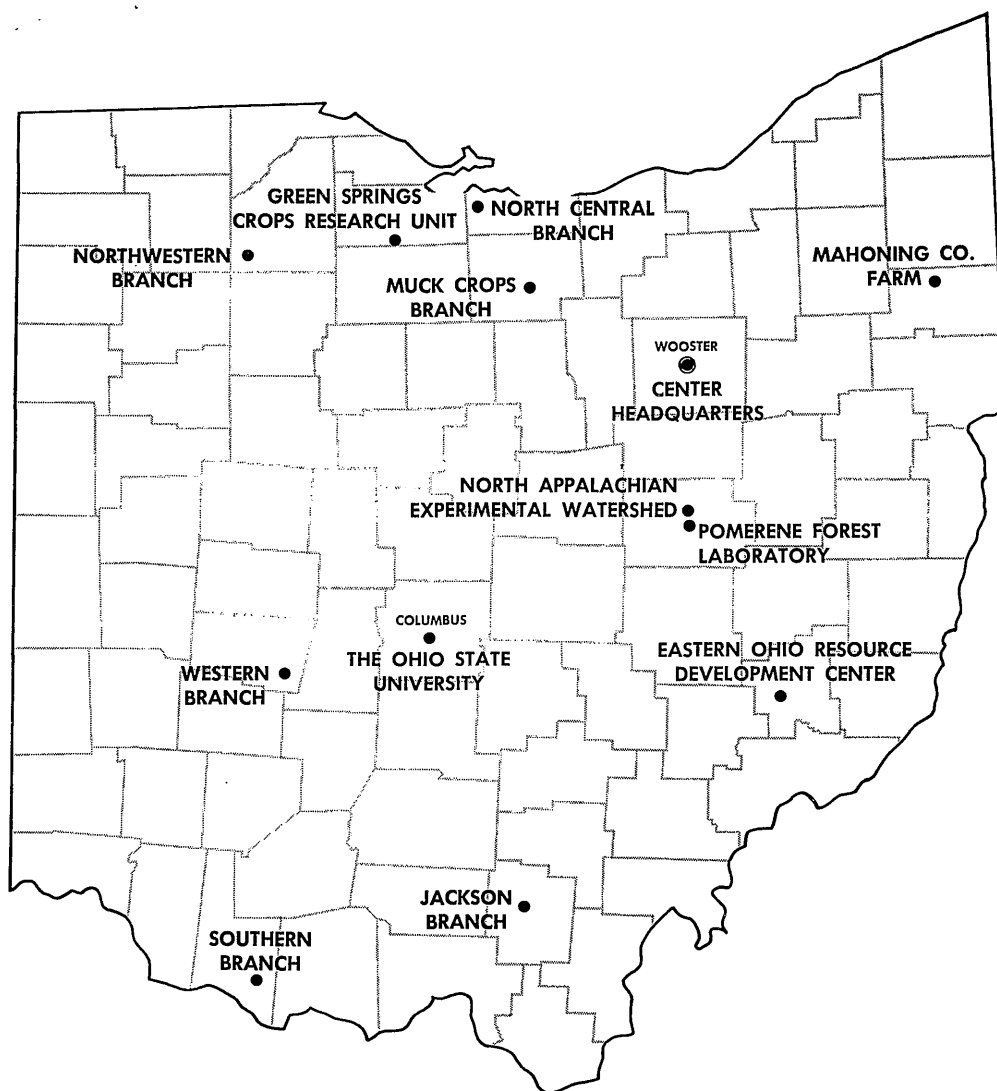 GREEN SPRINGS
CROPS RESEARCH UNIT
NORTH CENTRAL
BRANCH
NORTHWESTERN
BRANCH
MUCK CROPS
BRANCH
MAHONING CO.
FARM
WOOSTER
CENTER
HEADQUARTERS
NORTH APPALACHIAN
EXPERIMENTAL WATERSHED
POMERENE FOREST
LABORATORY
COLUMBUS
THE OHIO STATE
UNIVERSITY
EASTERN OHIO RESOURCE
DEVELOPMENT CENTER
WESTERN
BRANCH
JACKSON
BRANCH
SOUTHERN
BRANCH